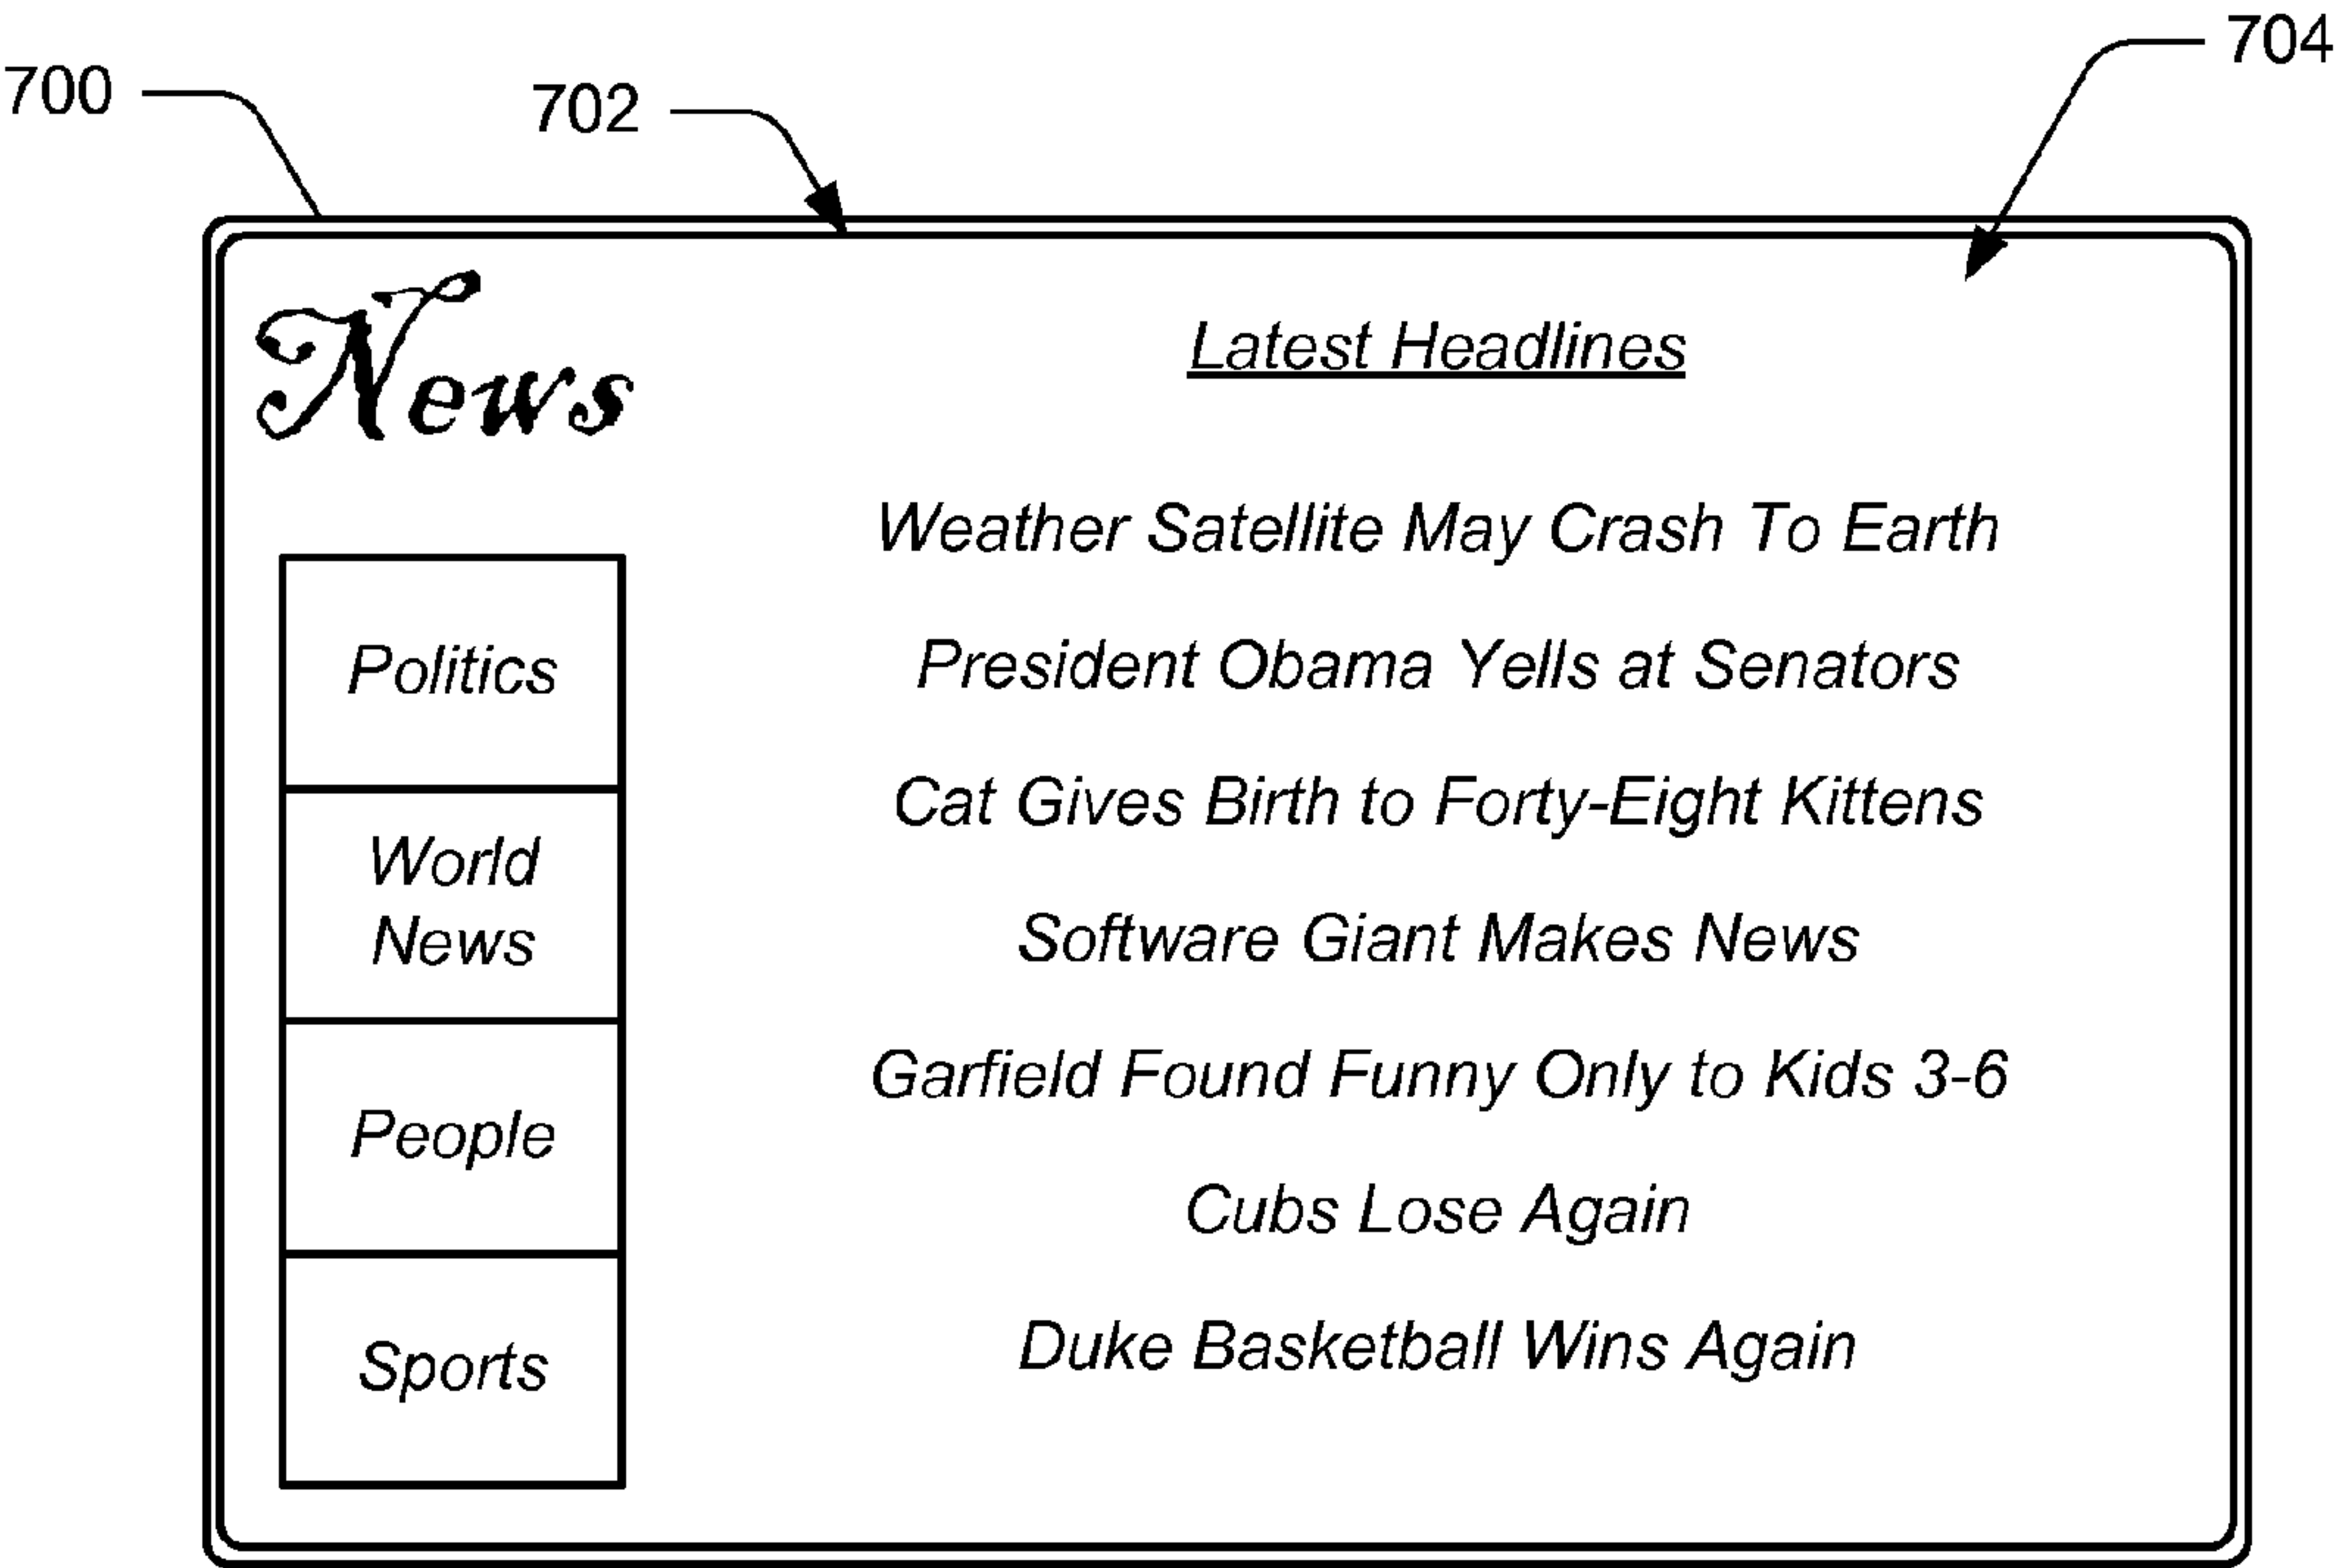 704
700
702
News
Latest Headlines
Weather Satellite May Crash To Earth
President Obama Yells at Senators
Cat Gives Birth to Forty-Eight Kittens
Software Giant Makes News
Garfield Found Funny Only to Kids 3-6
Cubs Lose Again
Duke Basketball Wins Again
Politics
World
News
People
Sports